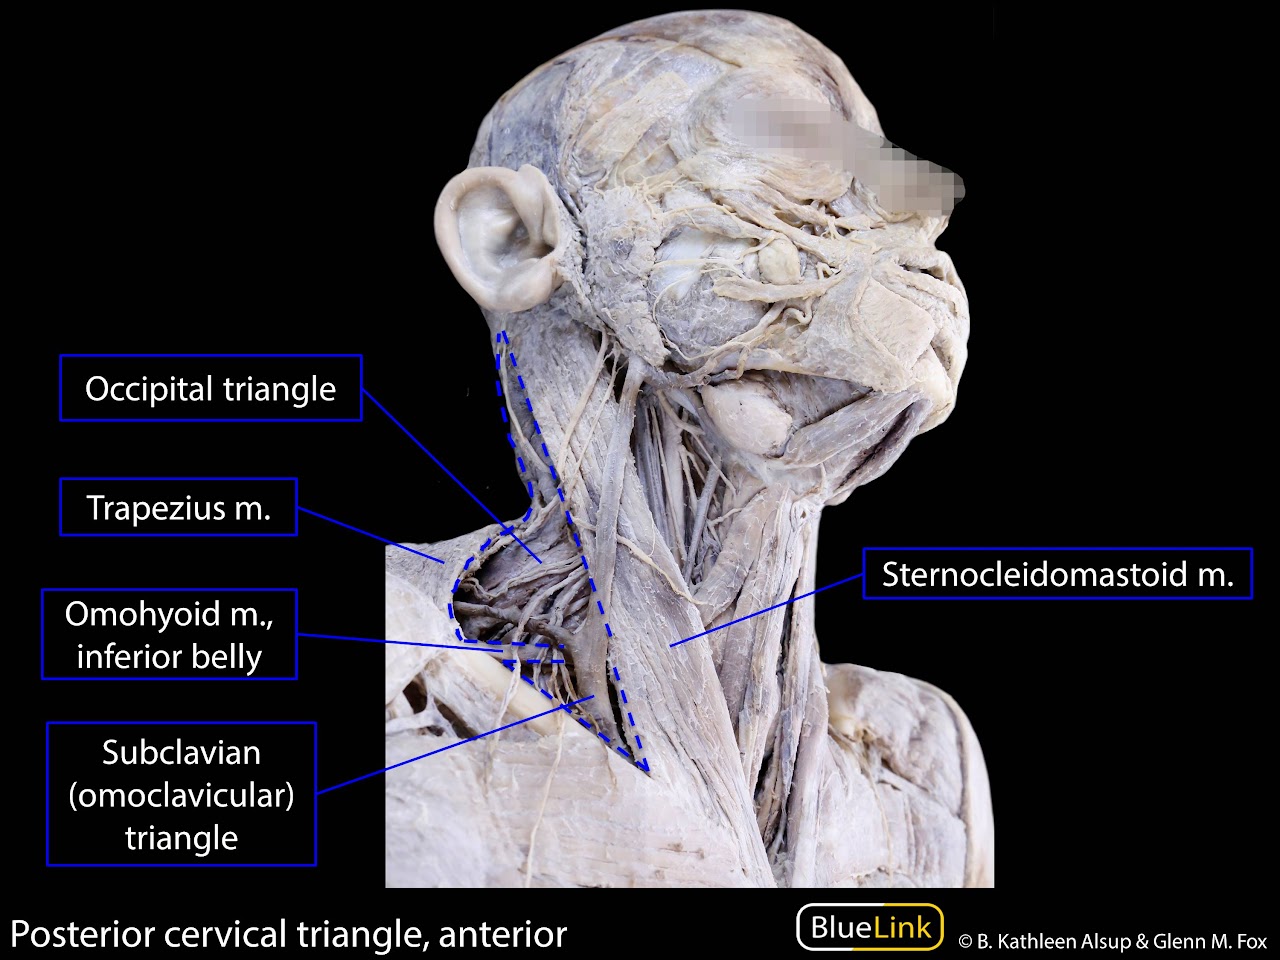 Occipital triangle
Trapezius m.
Omohyoid m.,
inferior belly
Subclavian
(omoclavicular)
triangle
Sternocleidomastoid m.
Posterior cervical triangle, anterior
BlueLink
© B. Kathleen Alsup & Glenn M. Fox